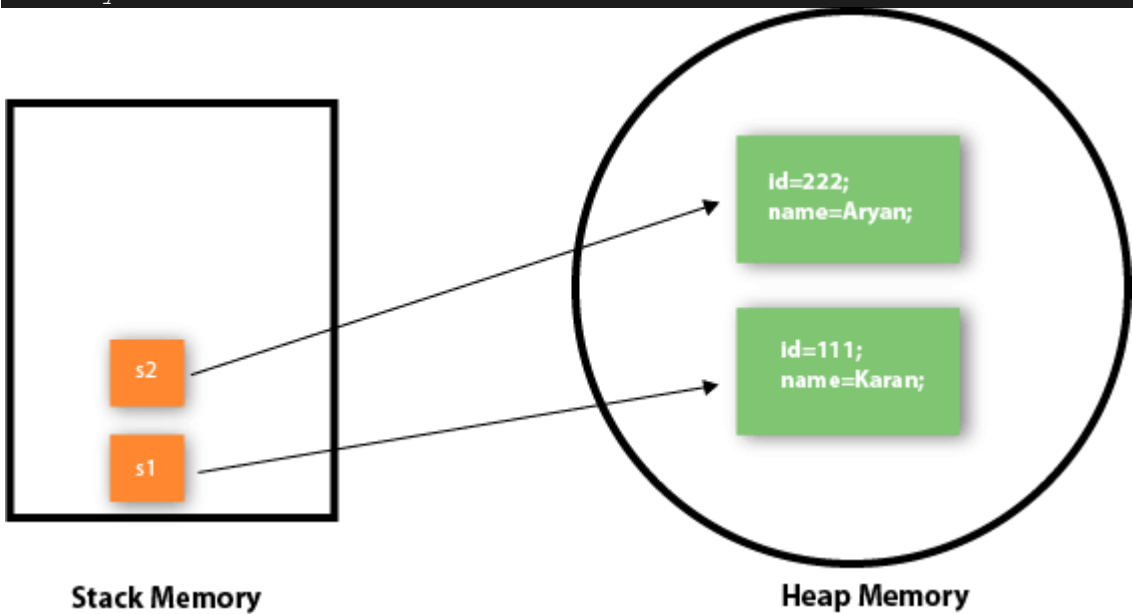 id=222;
name=Aryan;
s2
id=111;
name=Karan;
s1
Stack Memory
Heap Memory